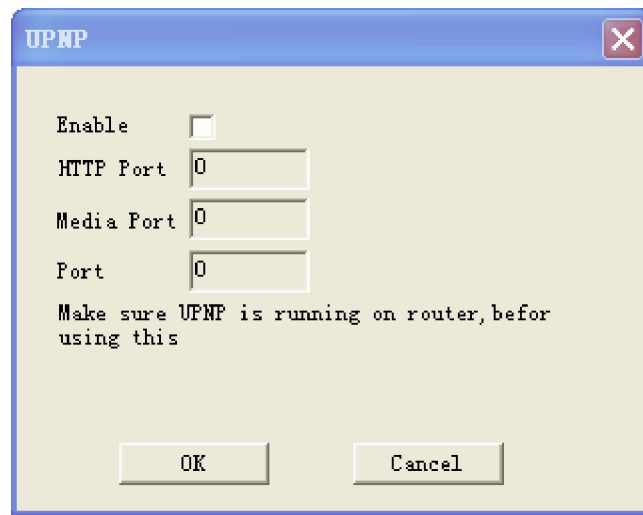 UPNP
Enable
HTTP Port 0
Media Port 0
Port 0
Make sure UPNP is running on router, befor
using this
OK Cancel